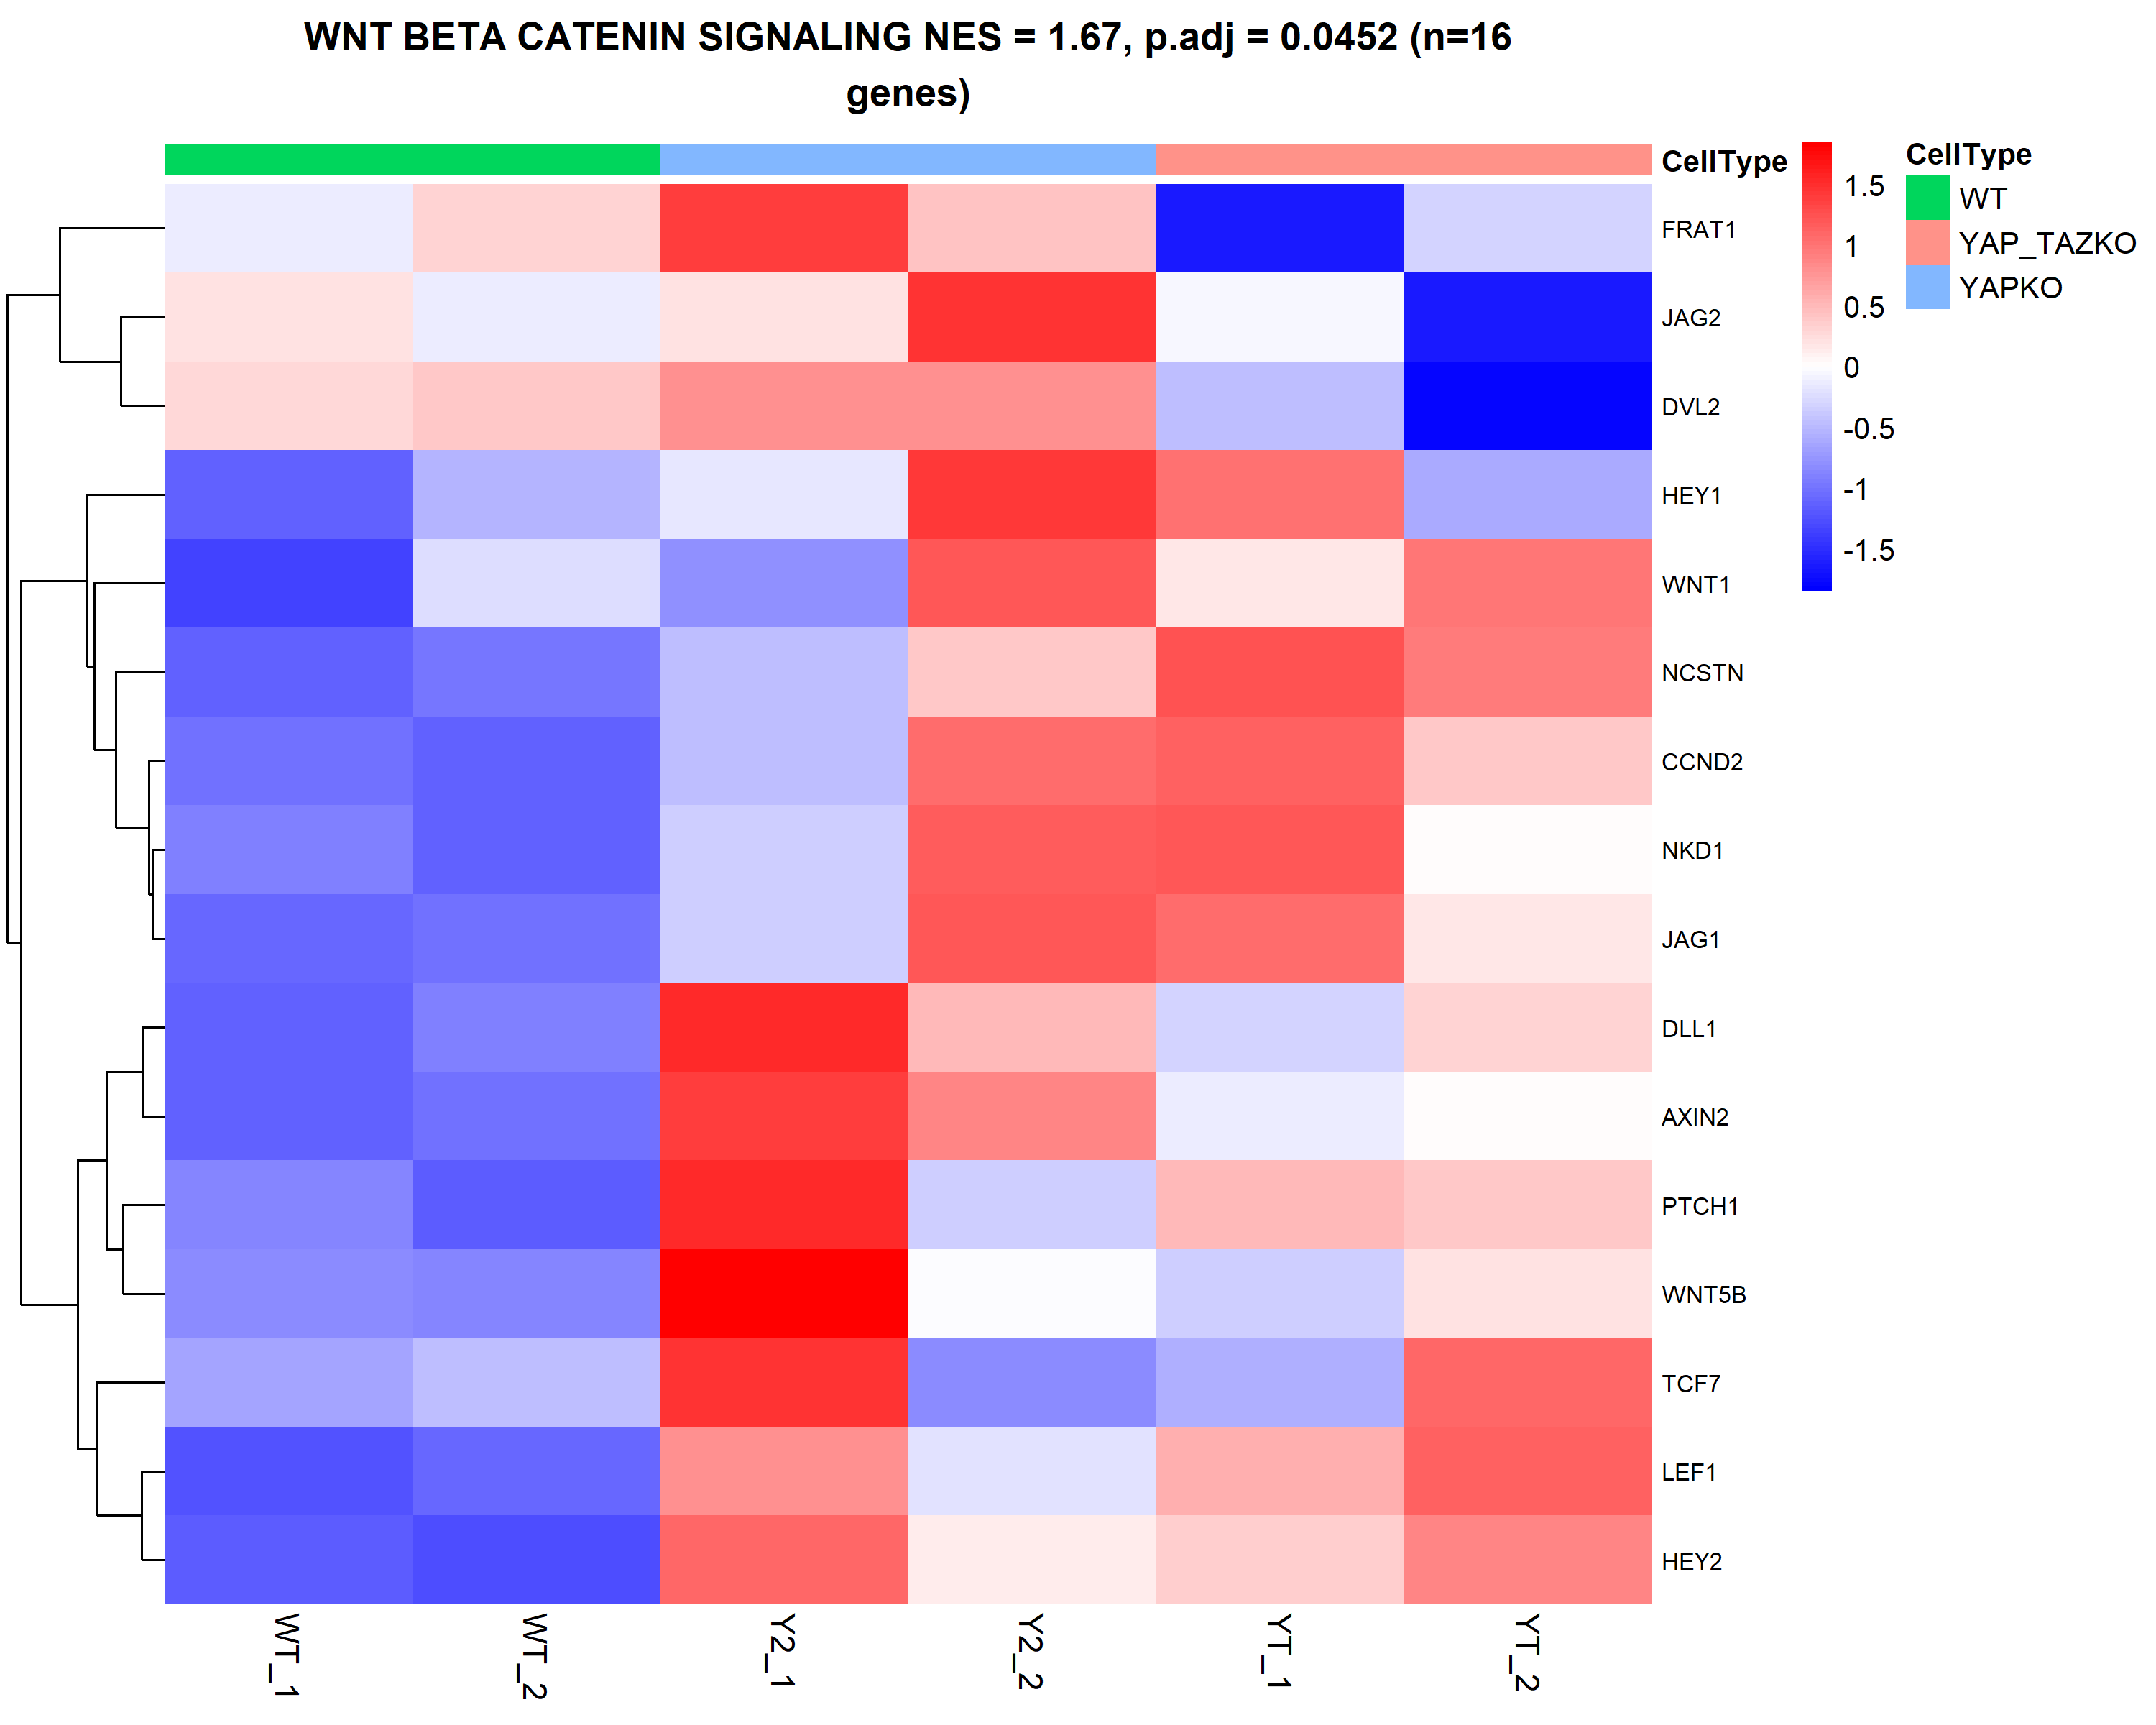 WNT BETA CATENIN SIGNALING NES = 1.67, p.adj = 0.0452 (n=16
genes)
CellType
1.5
1
0.5
0
-0.5
-1
-1.5
CellType
WT
YAP_TAZKO
YAPKO
FRAT1
JAG2
DVL2
HEY1
WNT1
NCSTN
CCND2
NKD1
JAG1
DLL1
AXIN2
PTCH1
WNT5B
TCF7
LEF1
HEY2
WT_1
WT_2
Y2_1
Y2_2
YT_1
YT_2